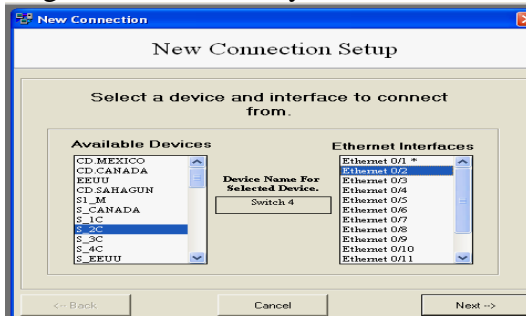 New Connection
New Connection Setup
Select a device and interface to connect
from.
Available Devices
CD.MEXICO
CD.CANADA
EEUU
CD.SAHAGUN
S1_M
S_CANADA
S_1C
S_2C
S_3C
S_4C
S_EEUU
Device Name For
Selected Device.
Switch 4
Ethernet Interfaces
Ethernet 0/1 *
Ethernet 0/2
Ethernet 0/3
Ethernet 0/4
Ethernet 0/5
Ethernet 0/6
Ethernet 0/7
Ethernet 0/8
Ethernet 0/9
Ethernet 0/10
Ethernet 0/11
<-- Back
Cancel
Next -->